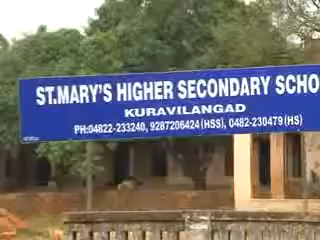 ST.MARY'S HIGHER SECONDARY SCHO
KURAVILANGAD
PH:04822-233240, 9287206424 (HSS), 0482-230479 (HS)